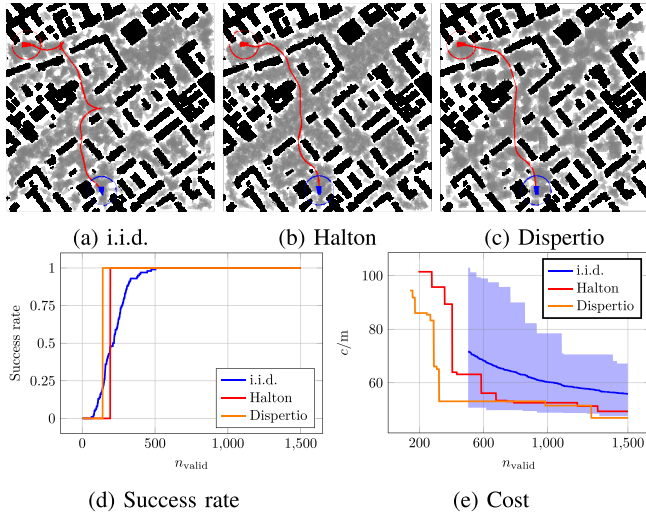 (a) i.i.d.
(b) Halton
(c) Dispertio
1
0.75
0.5
0.25
0
Success rate
0
500
1,000
1,500
n_valid
i.i.d.
Halton
Dispertio
(d) Success rate
100
80
60
c/m
200
600
1,000
1,500
n_valid
i.i.d.
Halton
Dispertio
(e) Cost